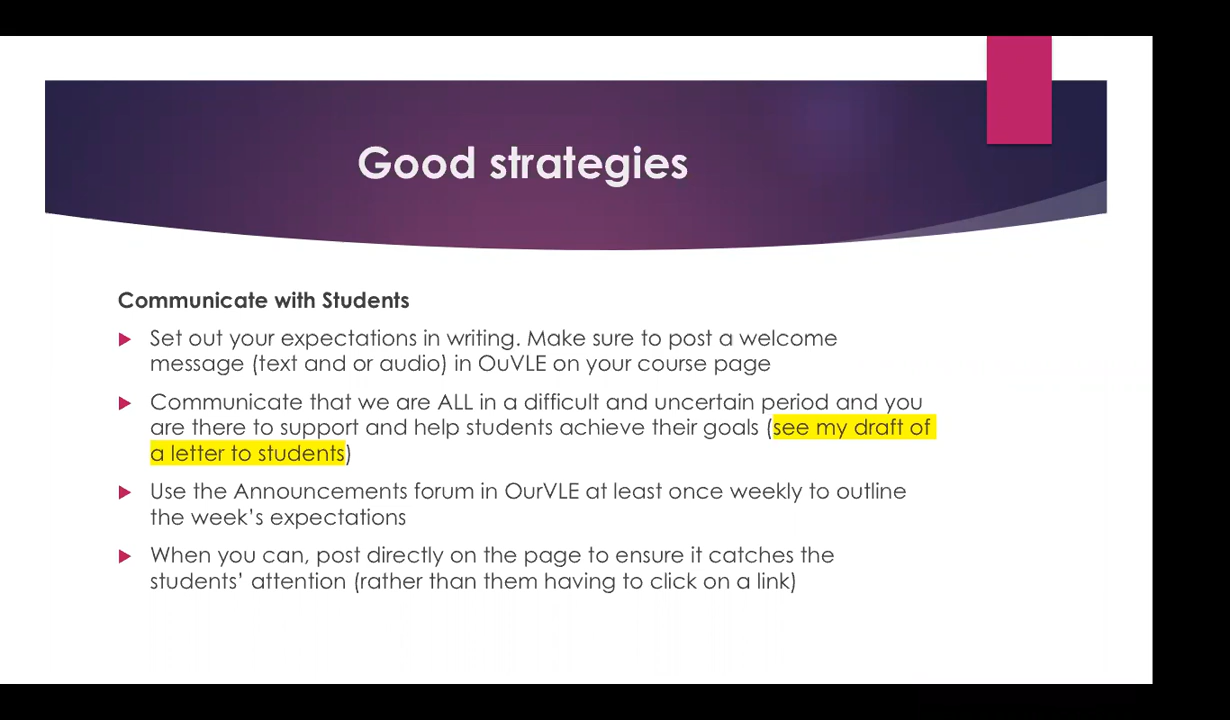 Good strategies
Communicate with Students
Set out your expectations in writing. Make sure to post a welcome
message (text and or audio) in OuVLE on your course page
Communicate that we are ALL in a difficult and uncertain period and you
are there to support and help students achieve their goals (see my draft of
a letter to students)
Use the Announcements forum in OurVLE at least once weekly to outline
the week's expectations
When you can, post directly on the page to ensure it catches the
students' attention (rather than them having to click on a link)